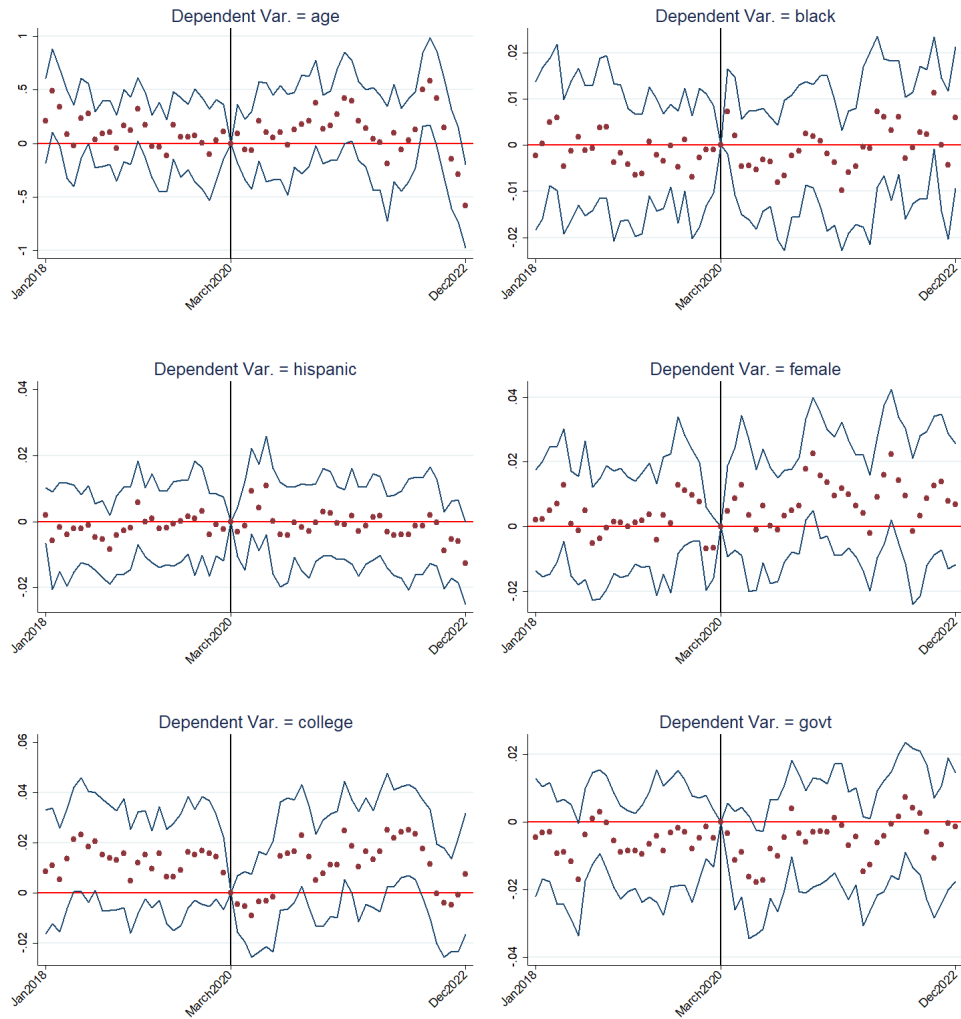 Dependent Var. = age
1
.5
0
-.5
-1
Jan2018
March2020
Dec2022
Dependent Var. = black
.02
.01
0
-.01
-.02
Jan2018
March2020
Dec2022
Dependent Var. = hispanic
.04
.02
0
-.02
Jan2018
March2020
Dec2022
Dependent Var. = female
.04
.02
0
-.02
Jan2018
March2020
Dec2022
Dependent Var. = college
.06
.04
.02
0
-.02
Jan2018
March2020
Dec2022
Dependent Var. = govt
.02
0
-.02
-.04
Jan2018
March2020
Dec2022